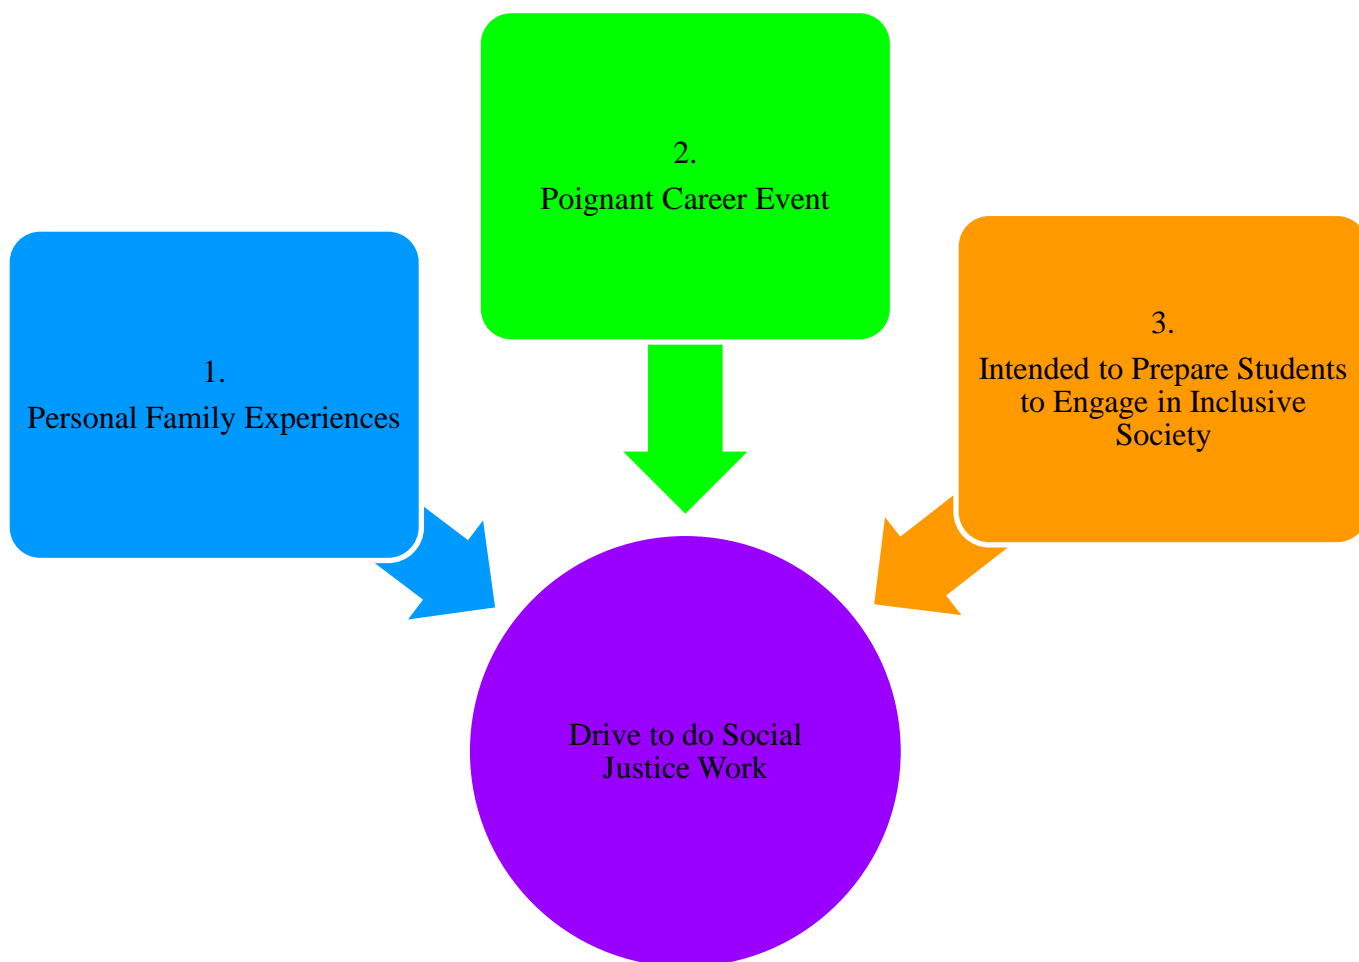 1.
Personal Family Experiences
2.
Poignant Career Event
3.
Intended to Prepare Students
to Engage in Inclusive
Society
Drive to do Social
Justice Work